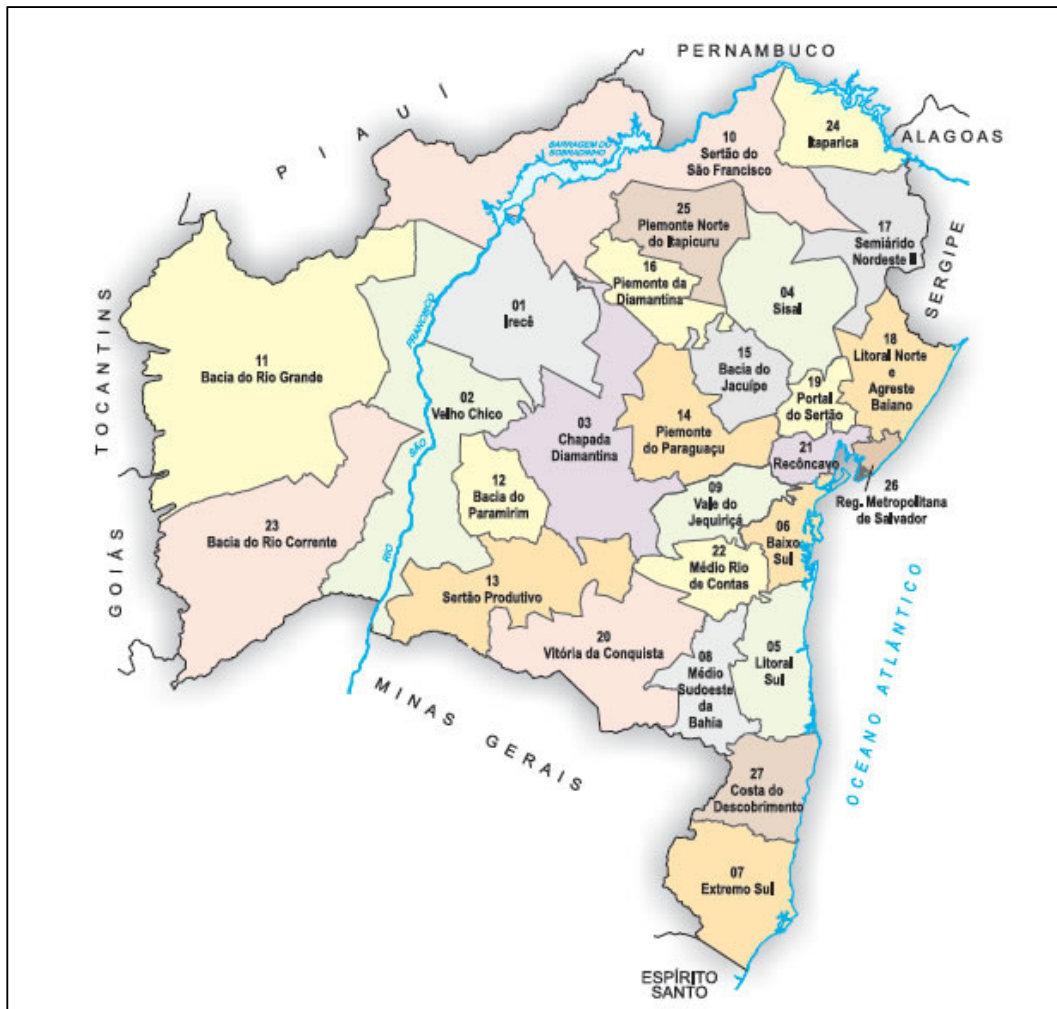 PERNAMBUCO
PIAUI
ALAGOAS
SERGIPE
TOCANTINS
GOIÁS
MINAS GERAIS
ESPÍRITO
SANTO
OCEANO ATLÂNTICO
BARRAGEM DO
SOBRADINHO
RIO
SÃO
FRANCISCO
10
Sertão do
São Francisco
24
Itaparica
25
Piemonte Norte
do Itapicuru
17
Semiárido
Nordeste II
16
Piemonte da
Diamantina
04
Sisal
01
Irecê
11
Bacia do Rio Grande
15
Bacia do
Jacuípe
18
Litoral Norte
e
Agreste
Baiano
19
Portal
do Sertão
02
Velho Chico
03
Chapada
Diamantina
14
Piemonte
do Paraguaçu
21
Recôncavo
26
Reg. Metropolitana
de Salvador
12
Bacia do
Paramirim
09
Vale do
Jequiriçá
06
Baixo
Sul
23
Bacia do Rio Corrente
22
Médio Rio
de Contas
13
Sertão Produtivo
20
Vitória da Conquista
08
Médio
Sudoeste
da
Bahia
05
Litoral
Sul
27
Costa do
Descobrimento
07
Extremo Sul